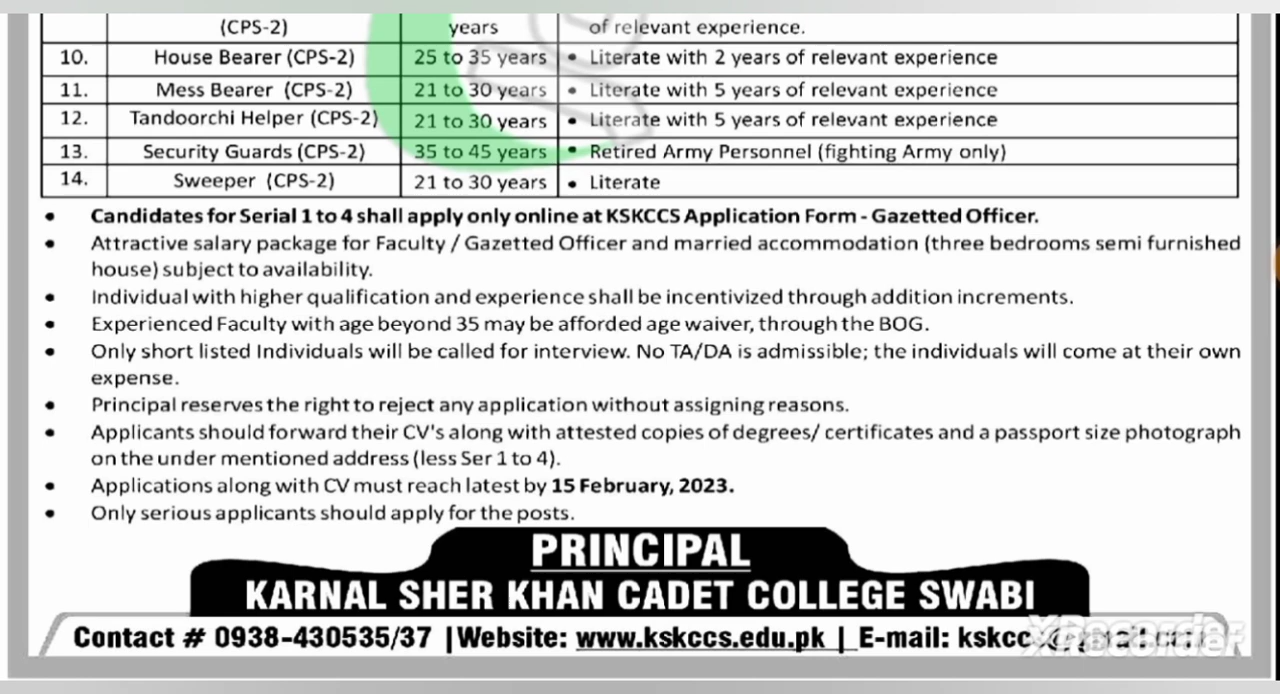 (CPS-2) years of relevant experience.
10. House Bearer (CPS-2) 25 to 35 years • Literate with 2 years of relevant experience
11. Mess Bearer (CPS-2) 21 to 30 years • Literate with 5 years of relevant experience
12. Tandoorchi Helper (CPS-2) 21 to 30 years • Literate with 5 years of relevant experience
13. Security Guards (CPS-2) 35 to 45 years • Retired Army Personnel (fighting Army only)
14. Sweeper (CPS-2) 21 to 30 years • Literate
• Candidates for Serial 1 to 4 shall apply only online at KSKCCS Application Form - Gazetted Officer.
• Attractive salary package for Faculty / Gazetted Officer and married accommodation (three bedrooms semi furnished
house) subject to availability.
• Individual with higher qualification and experience shall be incentivized through addition increments.
• Experienced Faculty with age beyond 35 may be afforded age waiver, through the BOG.
• Only short listed Individuals will be called for interview. No TA/DA is admissible; the individuals will come at their own
expense.
• Principal reserves the right to reject any application without assigning reasons.
• Applicants should forward their CV's along with attested copies of degrees/ certificates and a passport size photograph
on the under mentioned address (less Ser 1 to 4).
• Applications along with CV must reach latest by 15 February, 2023.
• Only serious applicants should apply for the posts.
PRINCIPAL
KARNAL SHER KHAN CADET COLLEGE SWABI
Contact # 0938-430535/37 | Website: www.kskccs.edu.pk | E-mail:
XRecorder